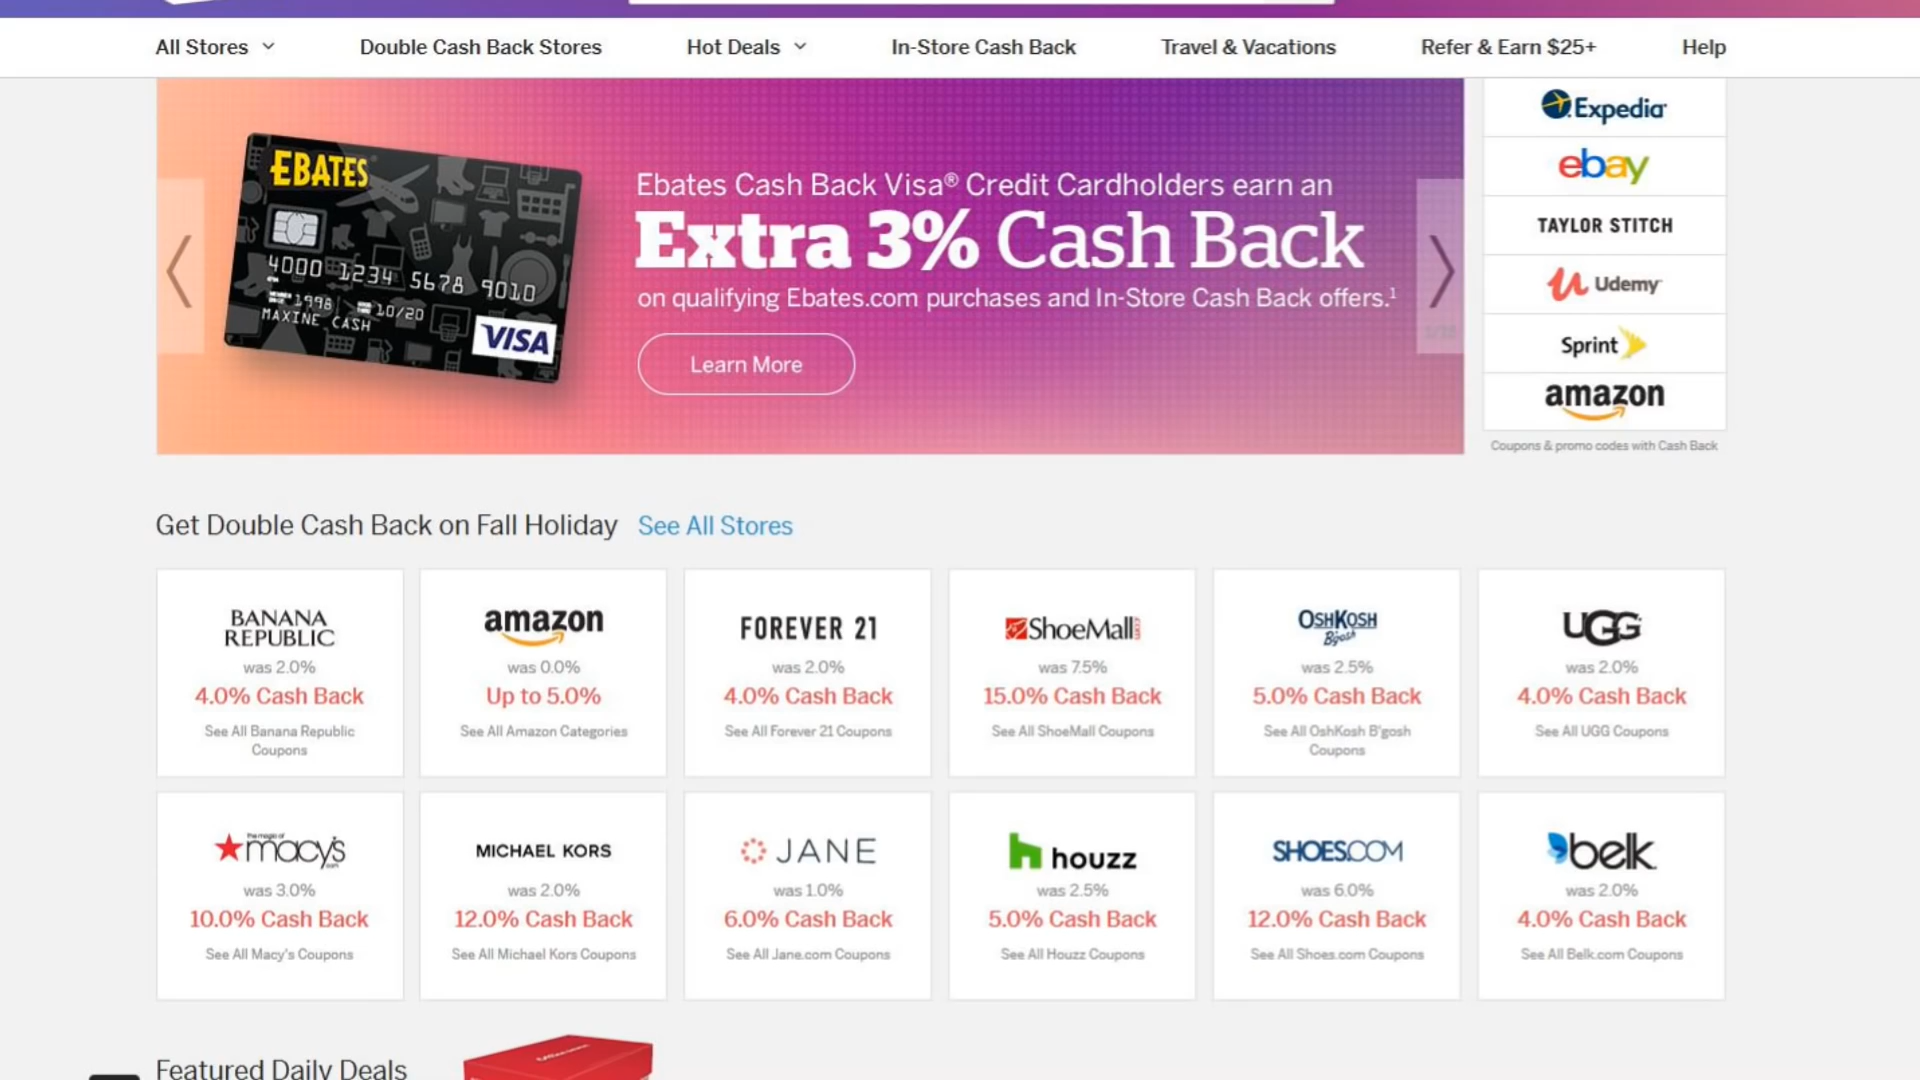 All Stores
Double Cash Back Stores
Hot Deals
In-Store Cash Back
Travel & Vacations
Refer & Earn $25+
Help
EBATES
4000 1234 5678 9010
1998 10/20
MAXINE CASH
VISA
Ebates Cash Back Visa® Credit Cardholders earn an
Extra 3% Cash Back
on qualifying Ebates.com purchases and In-Store Cash Back offers.¹
Learn More
Expedia
ebay
TAYLOR STITCH
Udemy
Sprint
amazon
Coupons & promo codes with Cash Back
Get Double Cash Back on Fall Holiday See All Stores
BANANA
REPUBLIC
was 2.0%
4.0% Cash Back
See All Banana Republic
Coupons
amazon
was 0.0%
Up to 5.0%
See All Amazon Categories
FOREVER 21
was 2.0%
4.0% Cash Back
See All Forever 21 Coupons
ShoeMall
was 7.5%
15.0% Cash Back
See All ShoeMall Coupons
OSHKOSH
B'gosh
was 2.5%
5.0% Cash Back
See All OshKosh B'gosh
Coupons
UGG
was 2.0%
4.0% Cash Back
See All UGG Coupons
the magic of
macy's
.com
was 3.0%
10.0% Cash Back
See All Macy's Coupons
MICHAEL KORS
was 2.0%
12.0% Cash Back
See All Michael Kors Coupons
JANE
was 1.0%
6.0% Cash Back
See All Jane.com Coupons
houzz
was 2.5%
5.0% Cash Back
See All Houzz Coupons
SHOES.COM
was 6.0%
12.0% Cash Back
See All Shoes.com Coupons
belk
was 2.0%
4.0% Cash Back
See All Belk.com Coupons
Featured Daily Deals